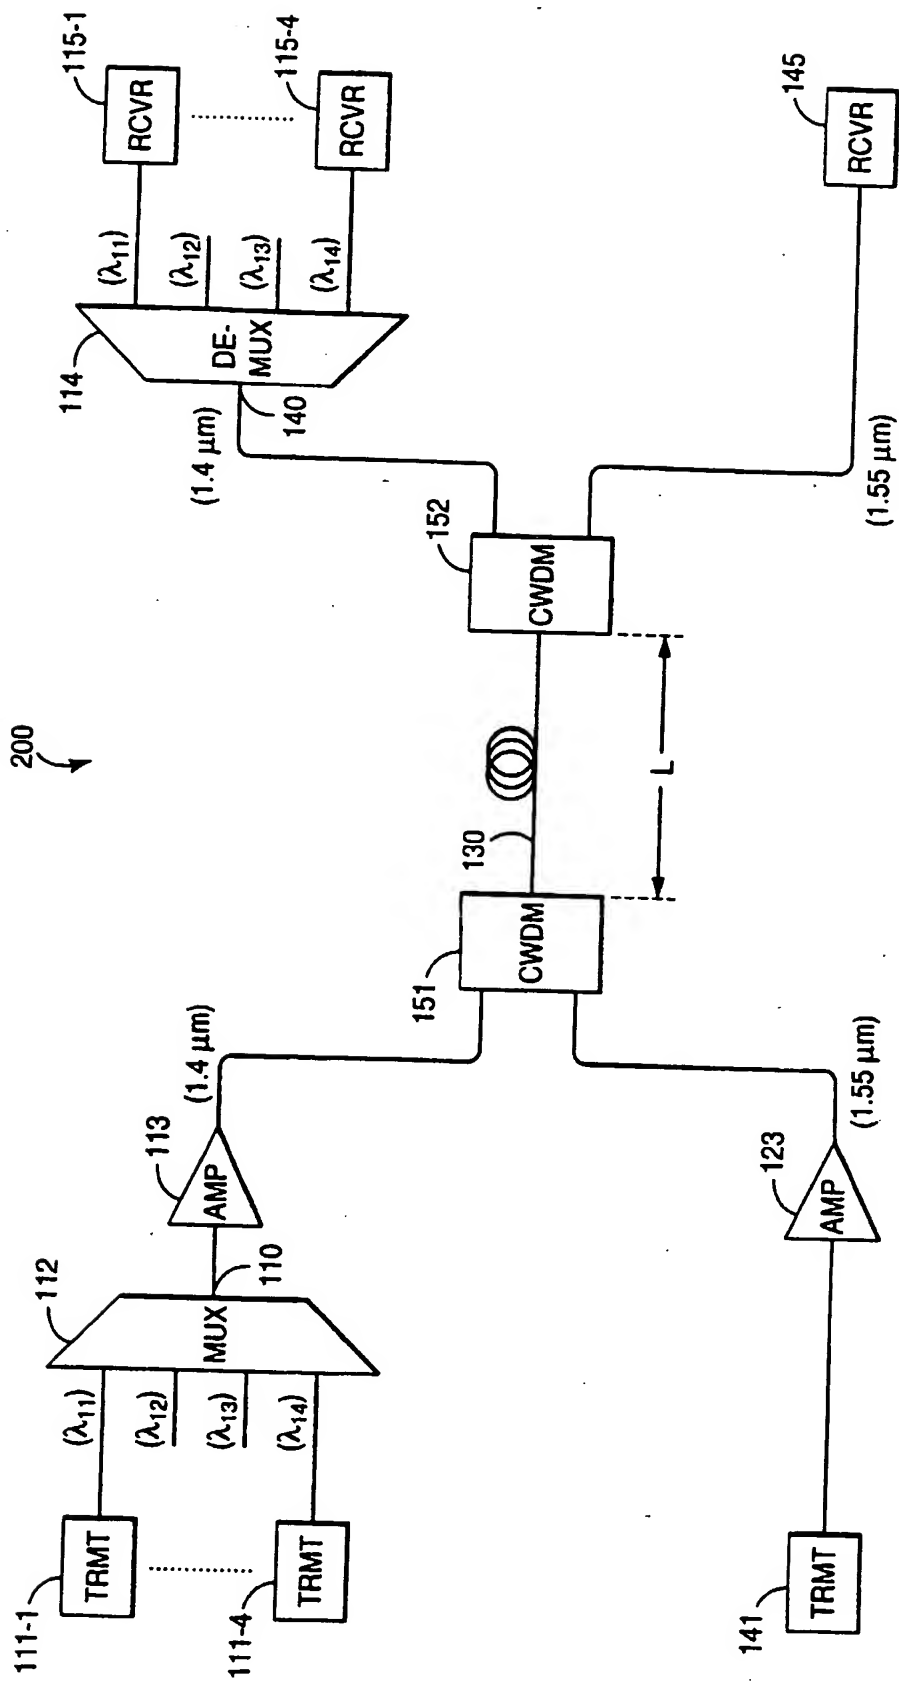 200
111-1
TRMT
111-4
TRMT
(λ11)
(λ12)
(λ13)
(λ14)
112
MUX
110
113
AMP
(1.4 μm)
141
TRMT
123
AMP
(1.55 μm)
151
CWDM
130
L
152
CWDM
(1.4 μm)
140
114
DE-
MUX
(λ11)
(λ12)
(λ13)
(λ14)
115-1
RCVR
115-4
RCVR
(1.55 μm)
145
RCVR